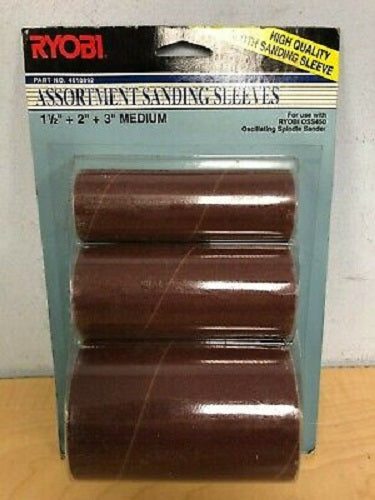 RYOBI
HIGH QUALITY
CLOTH SANDING SLEEVE
PART NO.
ASSORTMENT SANDING SLEEVES
1½" + 2" + 3" MEDIUM
For use with
RYOBI OSS450
Oscillating Spindle Sander